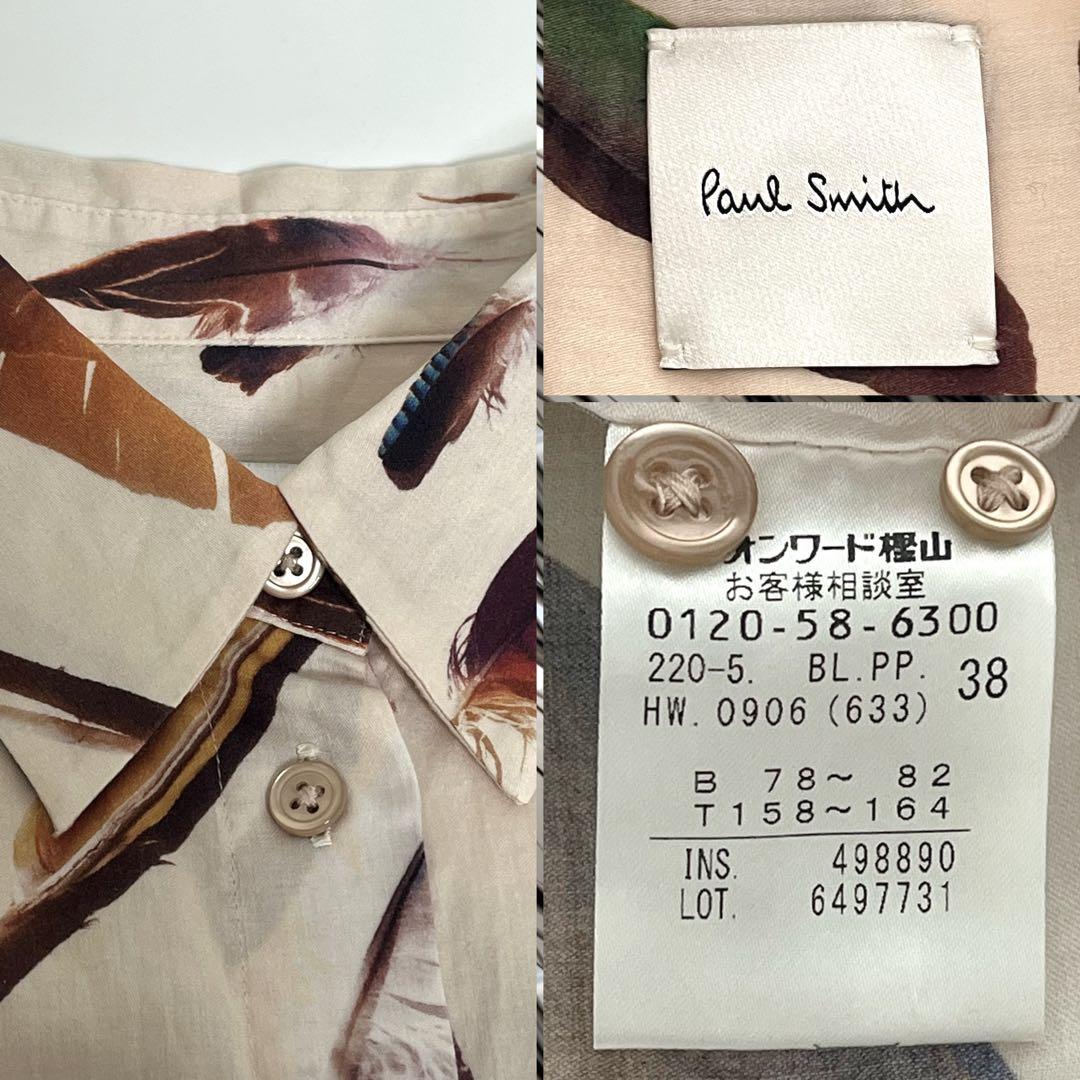 Paul Smith
オンワード樫山
お客様相談室
0120-58-6300
220-5. BL.PP. 38
HW. 0906 (633)
B 78～ 82
T 158～164
INS. 498890
LOT. 6497731